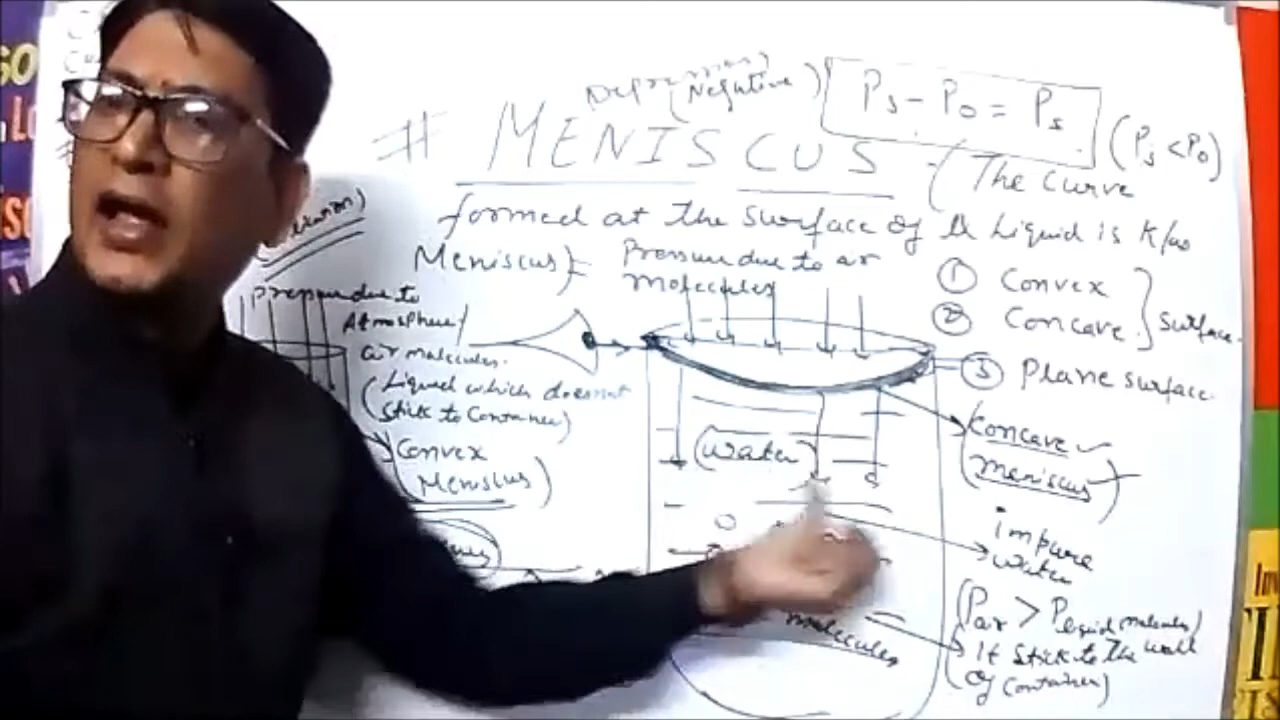 Depression
(Negative)
Ps - Po = Ps
(Ps < Po)
# MENISCUS - (The curve
formed at the surface of the Liquid is K/as
Meniscus) = Pressure due to air
molecules
① Convex
② Concave
surface
③ Plane surface
pressure due to
Atmosphere/
air molecules.
(Liquid which doesnot
stick to Container)
Convex
Meniscus)
(water)
Concave
(Meniscus)
impure
water
(Pair > Pliquid molecules)
It stick to the wall
of container)
molecules